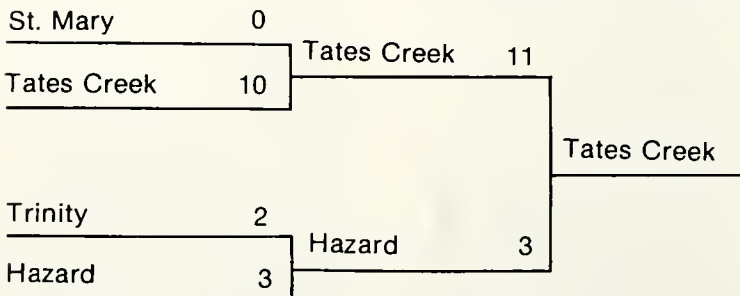 St. Mary 0
Tates Creek 11
Tates Creek 10
Tates Creek
Trinity 2
Hazard 3
Hazard 3